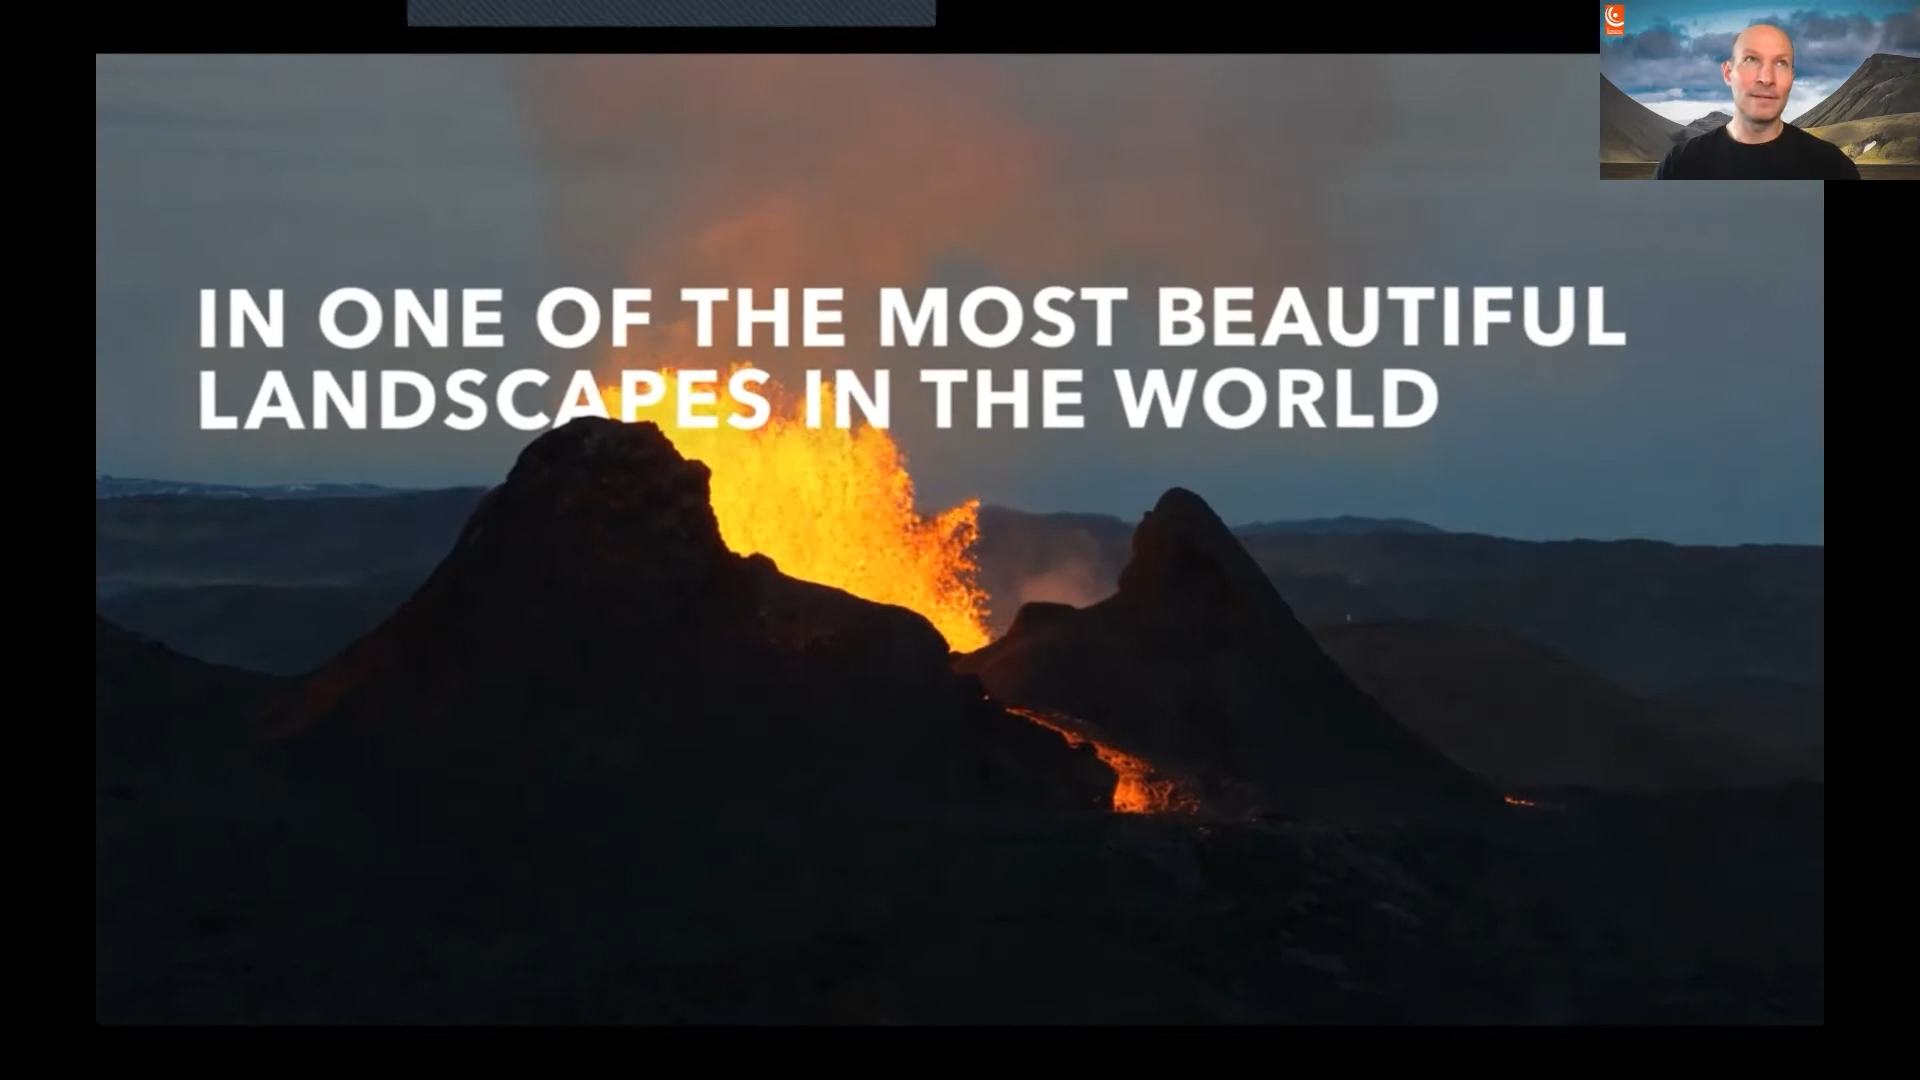 IN ONE OF THE MOST BEAUTIFUL
LANDSCAPES IN THE WORLD